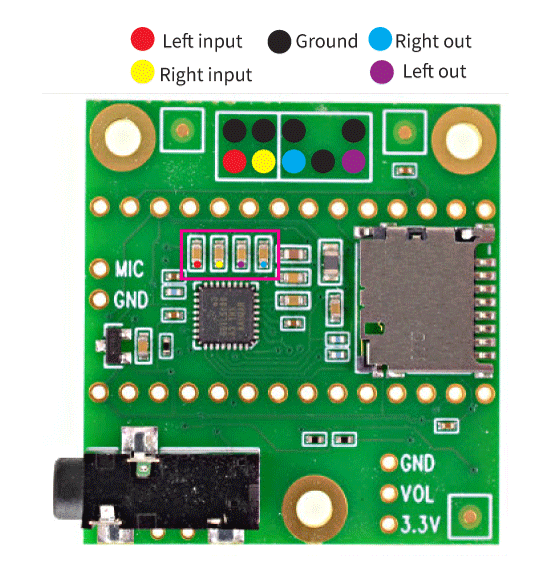 Left input
Ground
Right out
Right input
Left out
MIC
GND
GND
VOL
3.3V